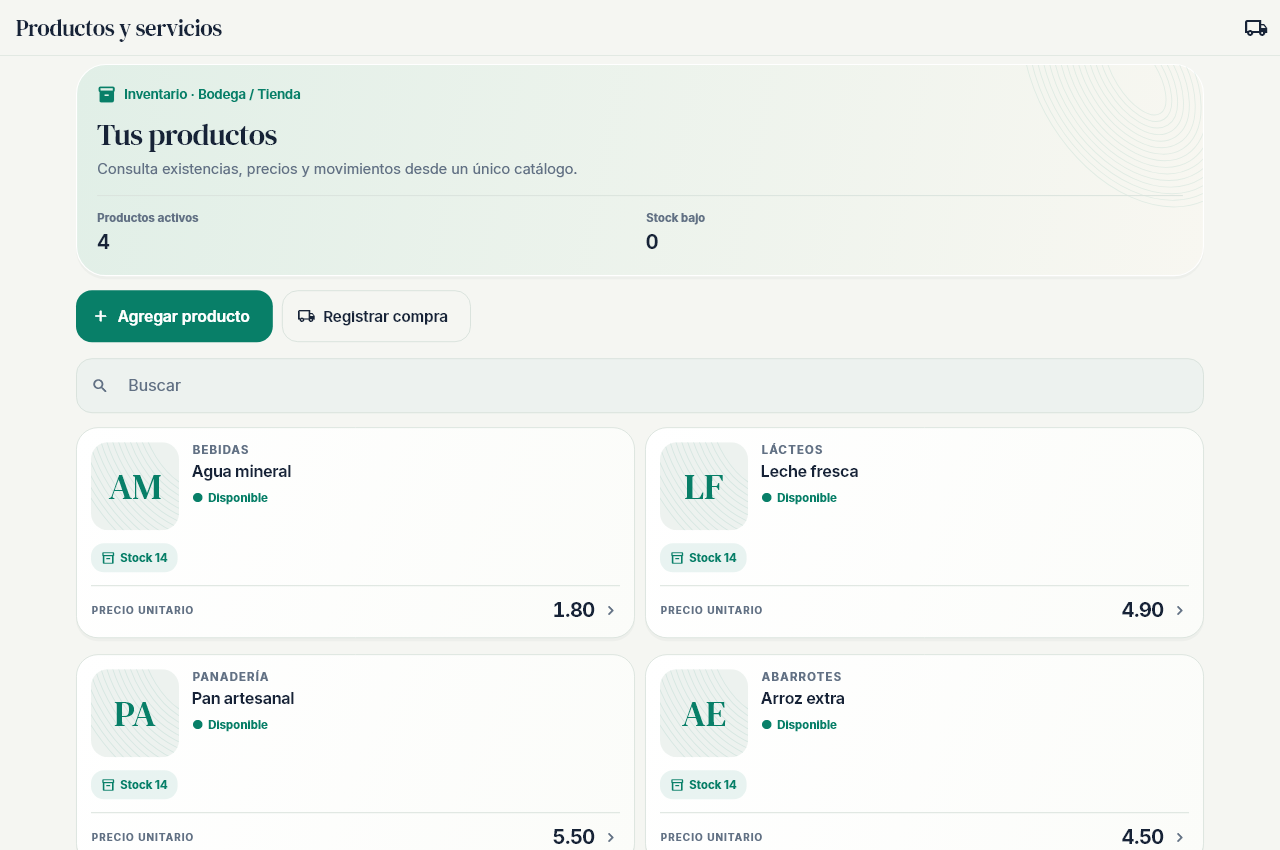 Productos y servicios
Inventario · Bodega / Tienda
Tus productos
Consulta existencias, precios y movimientos desde un único catálogo.
Productos activos
4
Stock bajo
0
Agregar producto
Registrar compra
Buscar
AM
BEBIDAS
Agua mineral
Disponible
Stock 14
PRECIO UNITARIO
1.80
LF
LÁCTEOS
Leche fresca
Disponible
Stock 14
PRECIO UNITARIO
4.90
PA
PANADERÍA
Pan artesanal
Disponible
Stock 14
PRECIO UNITARIO
5.50
AE
ABARROTES
Arroz extra
Disponible
Stock 14
PRECIO UNITARIO
4.50